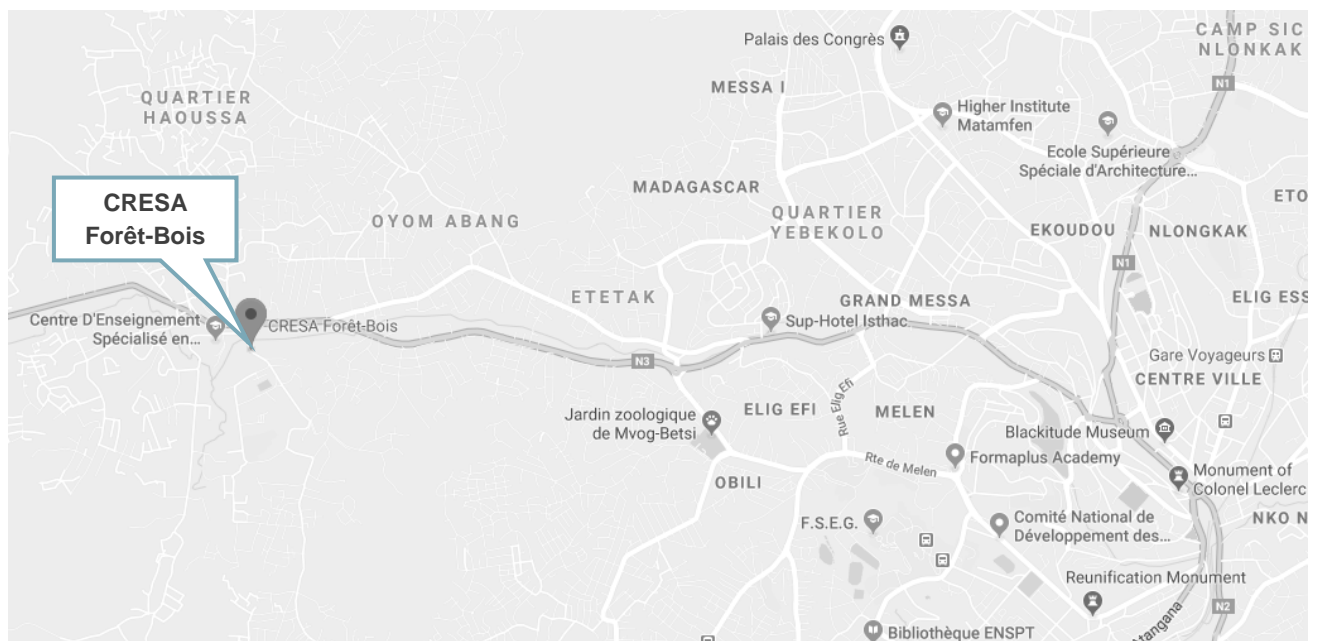 CAMP SIC
NLONKAK
Palais des Congrès
MESSA I
N1
QUARTIER
HAOUSSA
Higher Institute
Matamfen
Ecole Supérieure
Spéciale d'Architecture...
CRESA
Forêt-Bois
MADAGASCAR
ETO
OYOM ABANG
QUARTIER
YEBEKOLO
EKOUDOU
NLONGKAK
N1
ETETAK
GRAND MESSA
ELIG ESS
Centre D'Enseignement
Spécialisé en...
CRESA Forêt-Bois
Sup-Hotel Isthac
N3
Gare Voyageurs
CENTRE VILLE
Jardin zoologique
de Mvog-Betsi
ELIG EFI
Rue Elig Efi
MELEN
Blackitude Museum
Rte de Melen
Formaplus Academy
Monument of
Colonel Leclerc
OBILI
F.S.E.G.
Comité National de
Développement des...
NKO N
Reunification Monument
N2
Atangana
Bibliothèque ENSPT